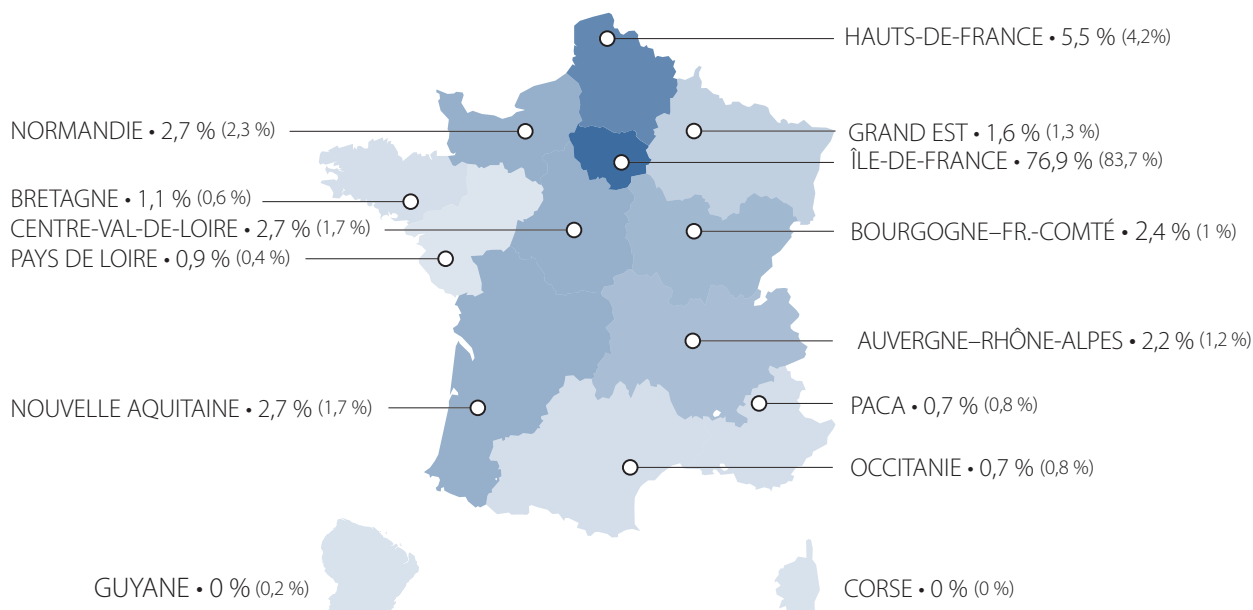 HAUTS-DE-FRANCE • 5,5 % (4,2%)
NORMANDIE • 2,7 % (2,3 %)
GRAND EST • 1,6 % (1,3 %)
ÎLE-DE-FRANCE • 76,9 % (83,7 %)
BRETAGNE • 1,1 % (0,6 %)
CENTRE-VAL-DE-LOIRE • 2,7 % (1,7 %)
BOURGOGNE–FR.-COMTÉ • 2,4 % (1 %)
PAYS DE LOIRE • 0,9 % (0,4 %)
AUVERGNE–RHÔNE-ALPES • 2,2 % (1,2 %)
NOUVELLE AQUITAINE • 2,7 % (1,7 %)
PACA • 0,7 % (0,8 %)
OCCITANIE • 0,7 % (0,8 %)
GUYANE • 0 % (0,2 %)
CORSE • 0 % (0 %)